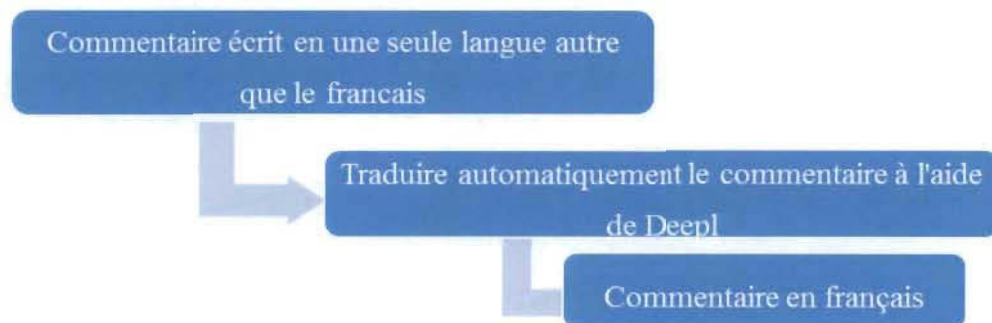 Commentaire écrit en une seule langue autre
que le francais
Traduire automatiquement le commentaire à l'aide
de Deepl
Commentaire en français